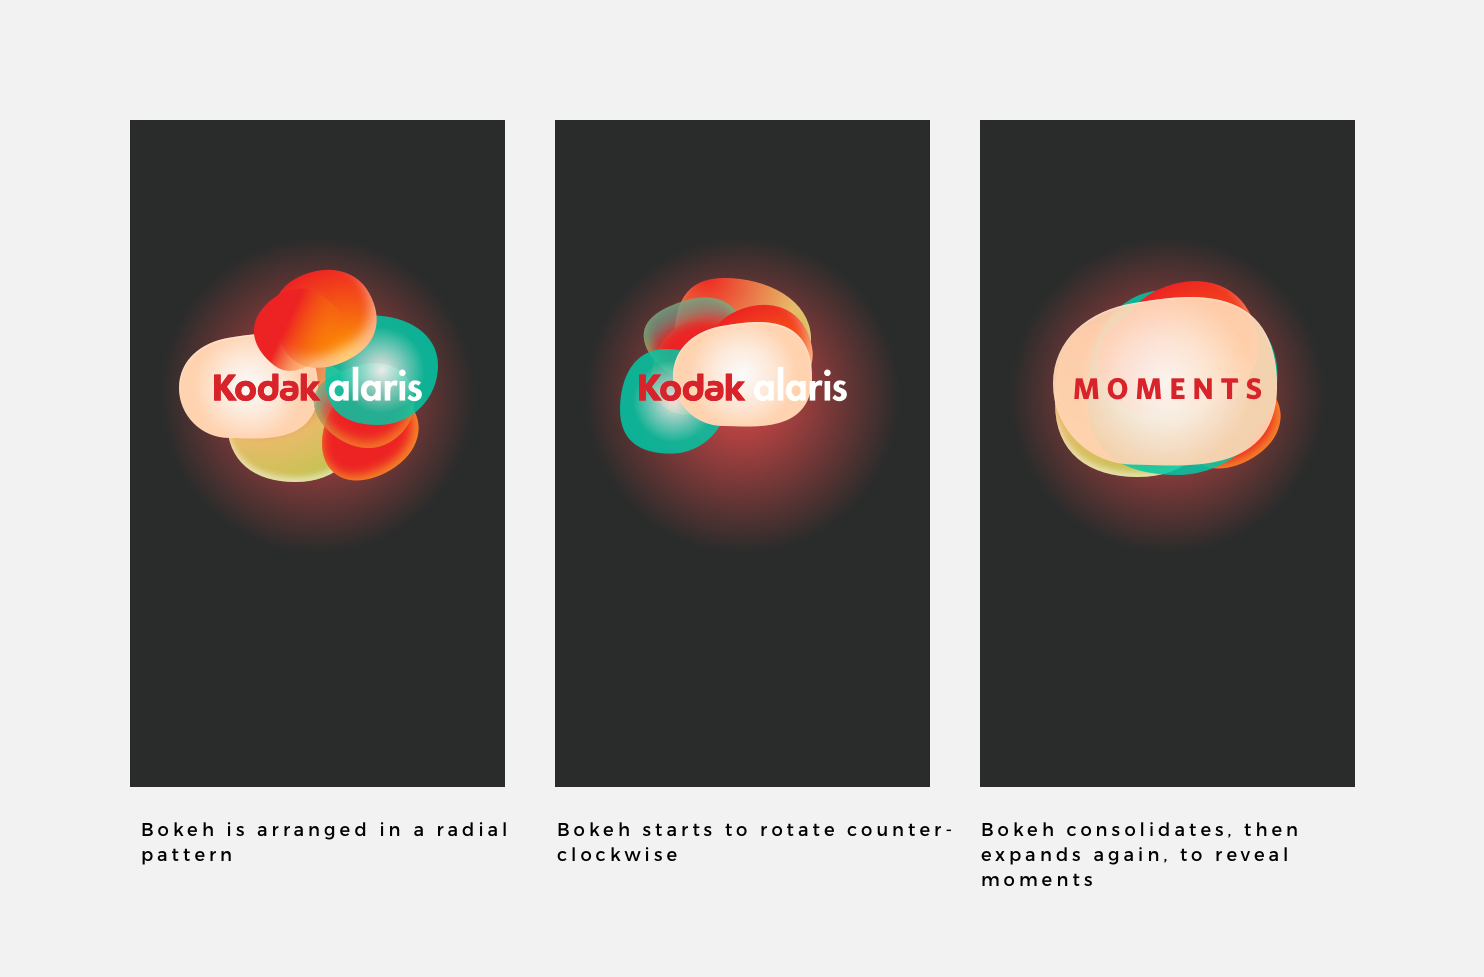 Kodak alaris
Kodak alaris
MOMENTS
Bokeh is arranged in a radial
pattern
Bokeh starts to rotate counter-
clockwise
Bokeh consolidates, then
expands again, to reveal
moments